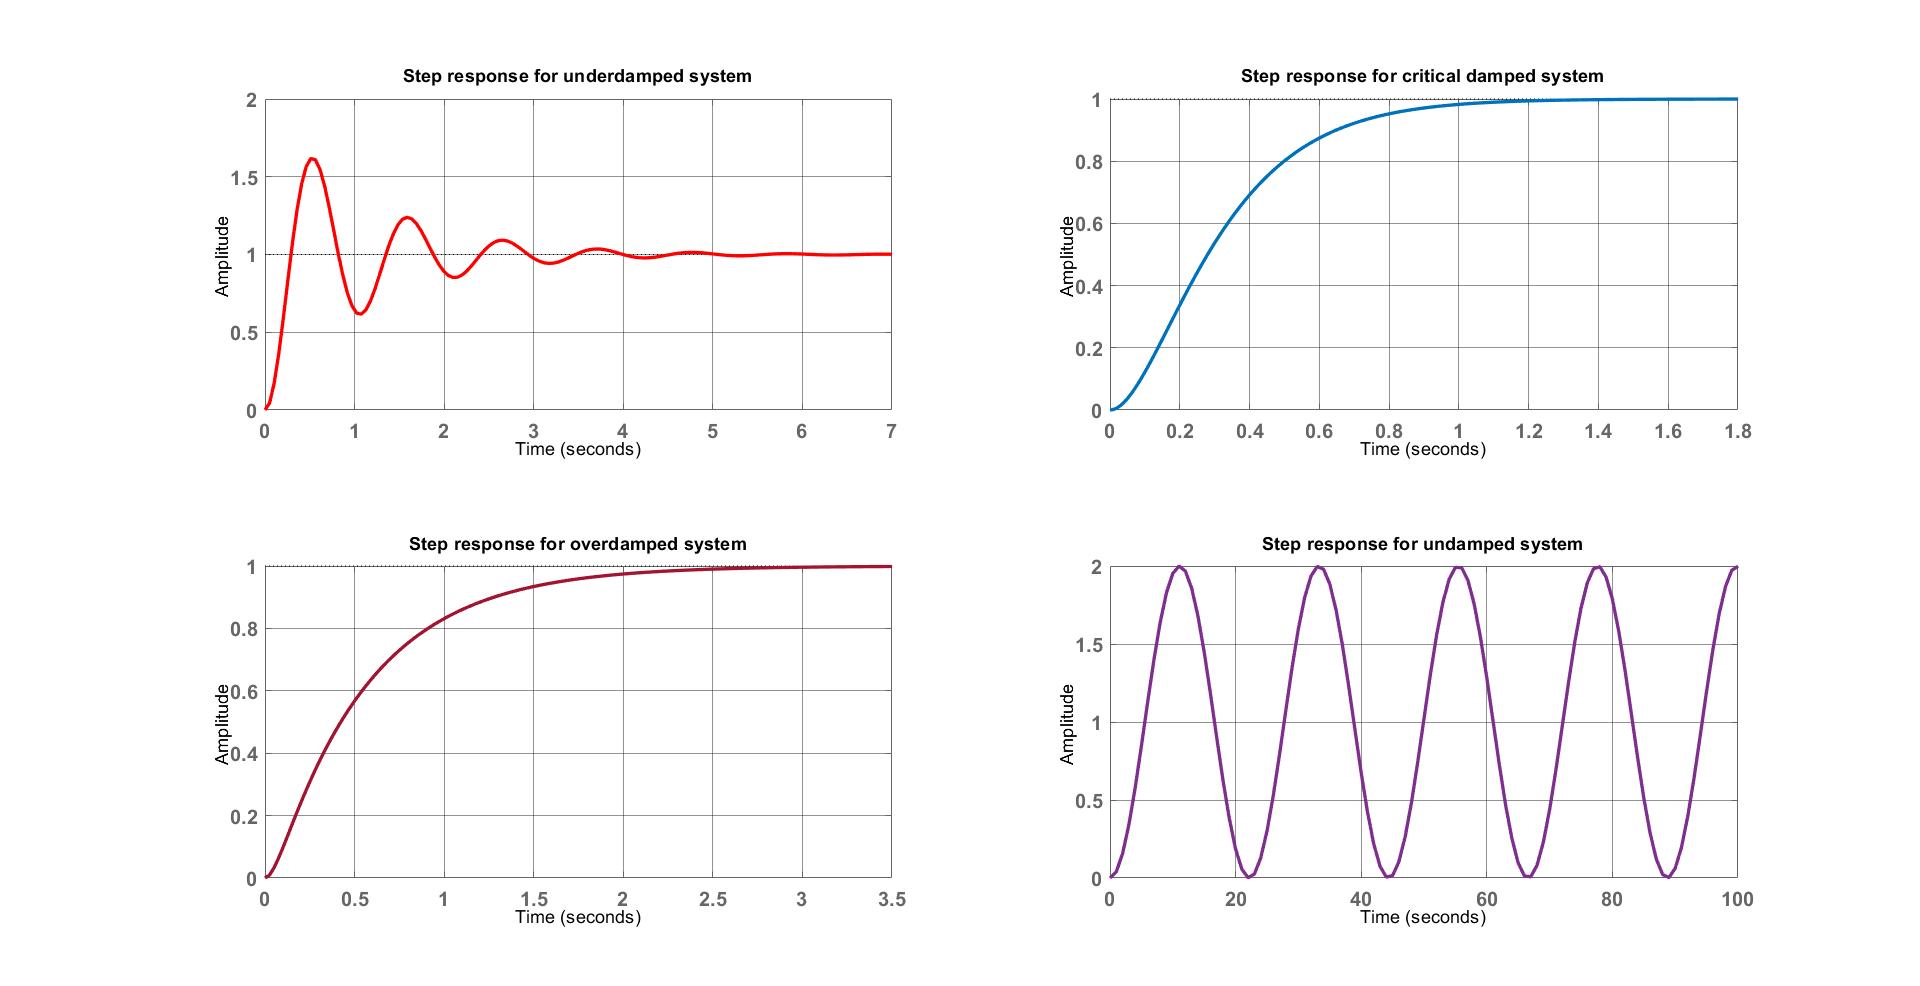 Step response for underdamped system
2
1.5
1
0.5
0
Amplitude
0 1 2 3 4 5 6 7
Time (seconds)
Step response for critical damped system
1
0.8
0.6
0.4
0.2
0
Amplitude
0 0.2 0.4 0.6 0.8 1 1.2 1.4 1.6 1.8
Time (seconds)
Step response for overdamped system
1
0.8
0.6
0.4
0.2
0
Amplitude
0 0.5 1 1.5 2 2.5 3 3.5
Time (seconds)
Step response for undamped system
2
1.5
1
0.5
0
Amplitude
0 20 40 60 80 100
Time (seconds)